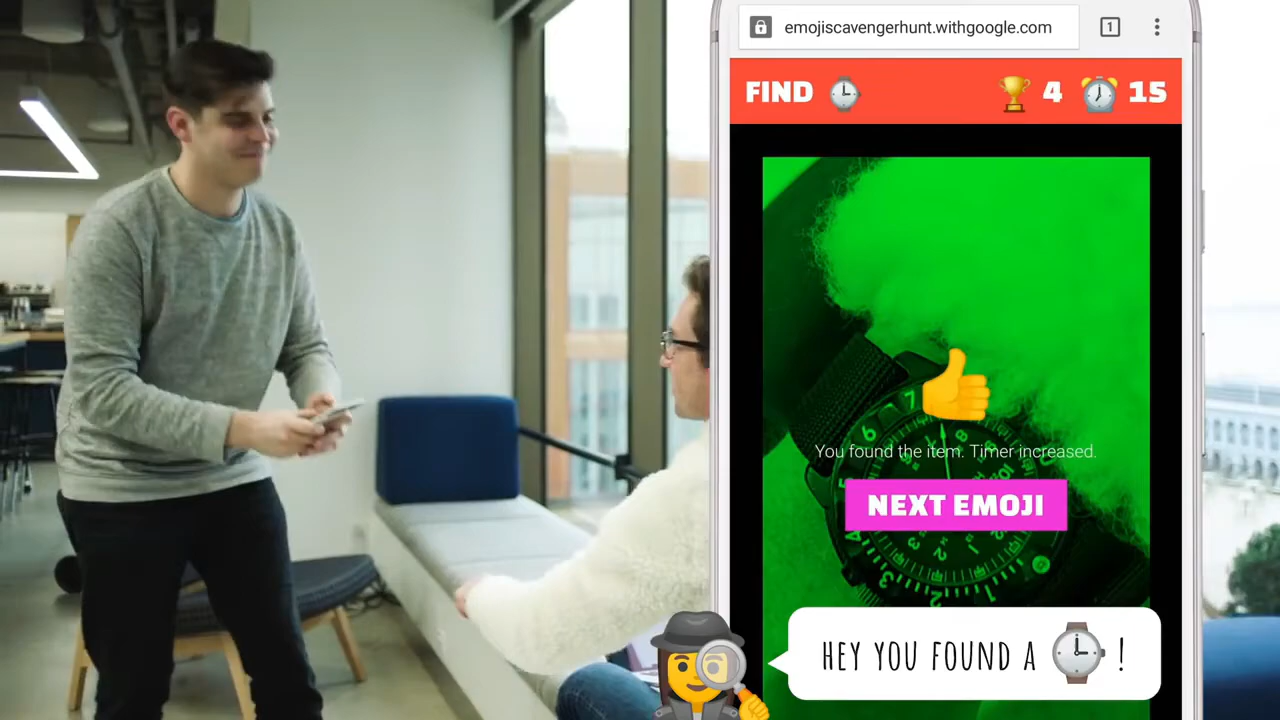 emojiscavengerhunt.withgoogle.com
1
FIND 4 15
You found the item. Timer increased.
NEXT EMOJI
HEY YOU FOUND A !